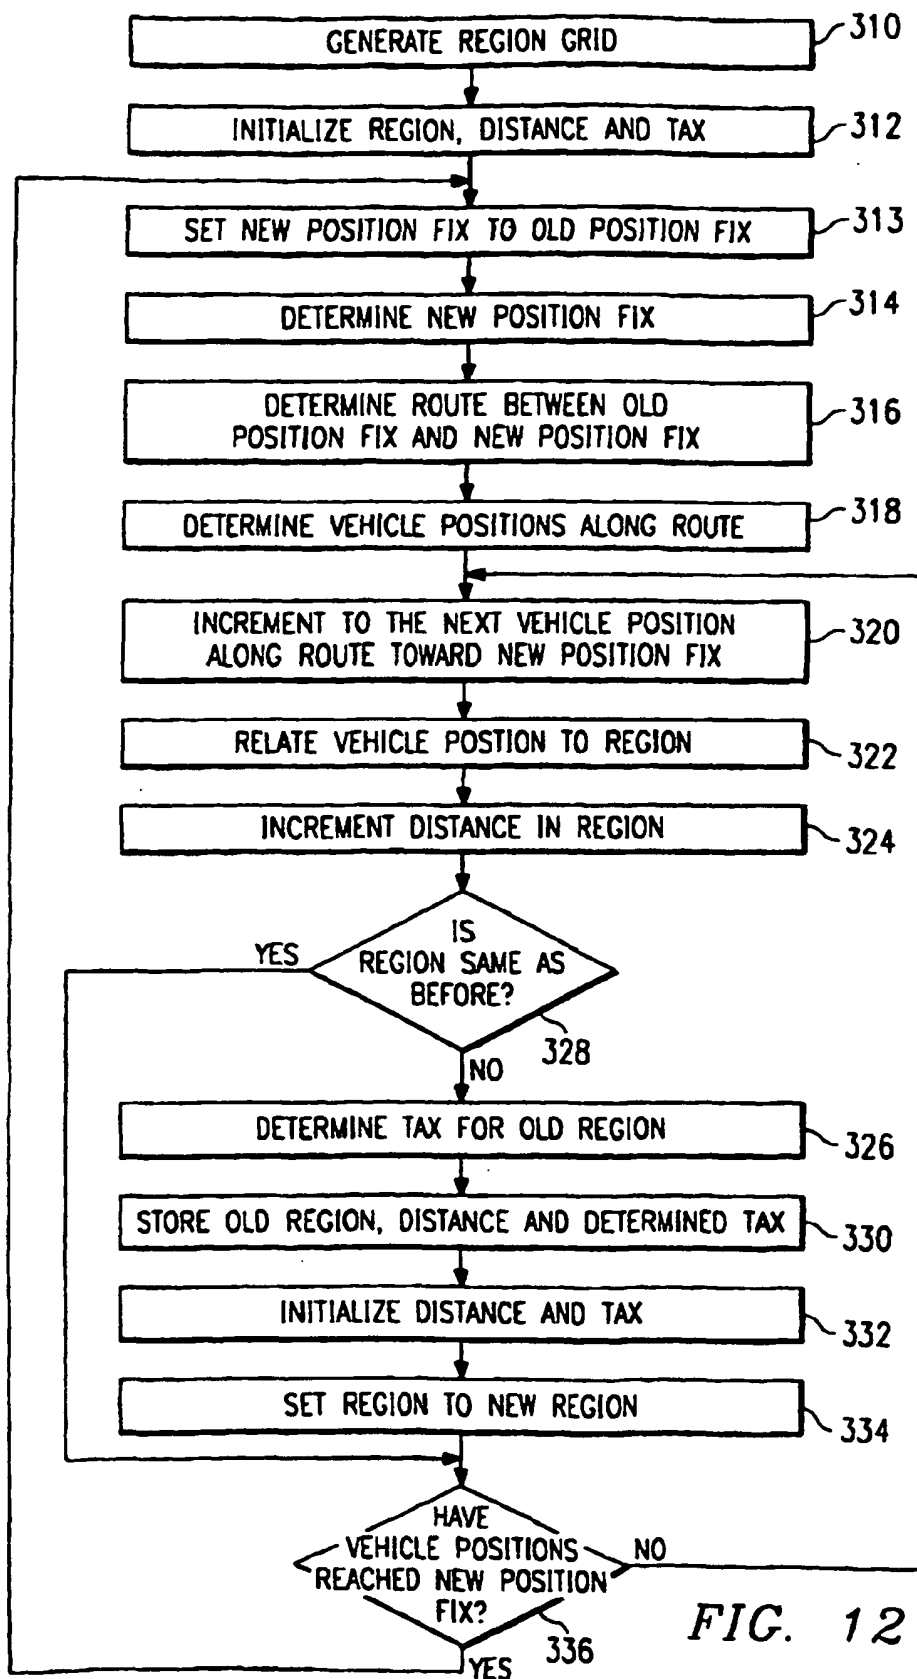 GENERATE REGION GRID
310
INITIALIZE REGION, DISTANCE AND TAX
312
SET NEW POSITION FIX TO OLD POSITION FIX
313
DETERMINE NEW POSITION FIX
314
DETERMINE ROUTE BETWEEN OLD
POSITION FIX AND NEW POSITION FIX
316
DETERMINE VEHICLE POSITIONS ALONG ROUTE
318
INCREMENT TO THE NEXT VEHICLE POSITION
ALONG ROUTE TOWARD NEW POSITION FIX
320
RELATE VEHICLE POSTION TO REGION
322
INCREMENT DISTANCE IN REGION
324
YES
IS
REGION SAME AS
BEFORE?
328
NO
DETERMINE TAX FOR OLD REGION
326
STORE OLD REGION, DISTANCE AND DETERMINED TAX
330
INITIALIZE DISTANCE AND TAX
332
SET REGION TO NEW REGION
334
HAVE
VEHICLE POSITIONS
REACHED NEW POSITION
FIX?
NO
336
YES
FIG. 12